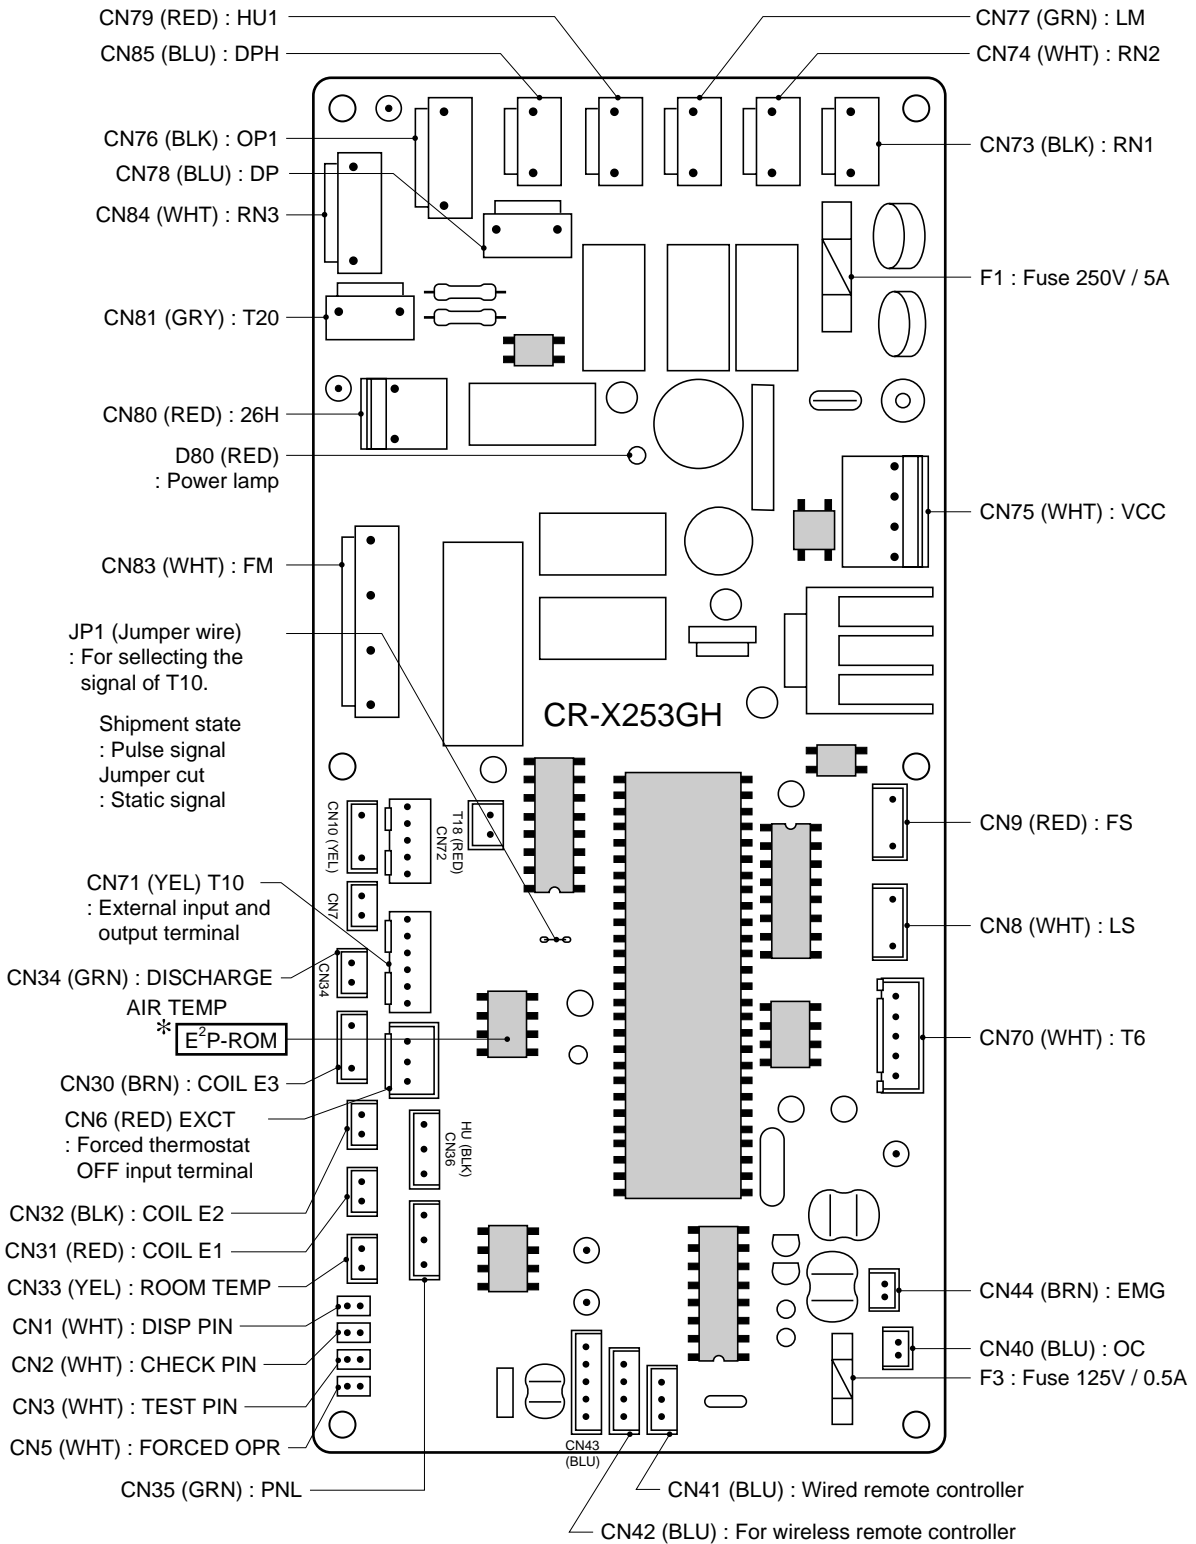 CN79 (RED) : HU1
CN77 (GRN) : LM
CN85 (BLU) : DPH
CN74 (WHT) : RN2
CN76 (BLK) : OP1
CN73 (BLK) : RN1
CN78 (BLU) : DP
CN84 (WHT) : RN3
F1 : Fuse 250V / 5A
CN81 (GRY) : T20
CN80 (RED) : 26H
D80 (RED)
: Power lamp
CN75 (WHT) : VCC
CN83 (WHT) : FM
JP1 (Jumper wire)
: For sellecting the
signal of T10.
Shipment state
: Pulse signal
Jumper cut
: Static signal
CR-X253GH
CN10 (YEL)
T18 (RED)
CN72
CN9 (RED) : FS
CN71 (YEL) T10
: External input and
output terminal
CN7
CN8 (WHT) : LS
CN34 (GRN) : DISCHARGE
AIR TEMP
CN34
* E²P-ROM
CN70 (WHT) : T6
CN30 (BRN) : COIL E3
CN6 (RED) EXCT
: Forced thermostat
OFF input terminal
HU (BLK)
CN36
CN32 (BLK) : COIL E2
CN31 (RED) : COIL E1
CN33 (YEL) : ROOM TEMP
CN44 (BRN) : EMG
CN1 (WHT) : DISP PIN
CN2 (WHT) : CHECK PIN
CN40 (BLU) : OC
F3 : Fuse 125V / 0.5A
CN3 (WHT) : TEST PIN
CN5 (WHT) : FORCED OPR
CN43
(BLU)
CN35 (GRN) : PNL
CN41 (BLU) : Wired remote controller
CN42 (BLU) : For wireless remote controller